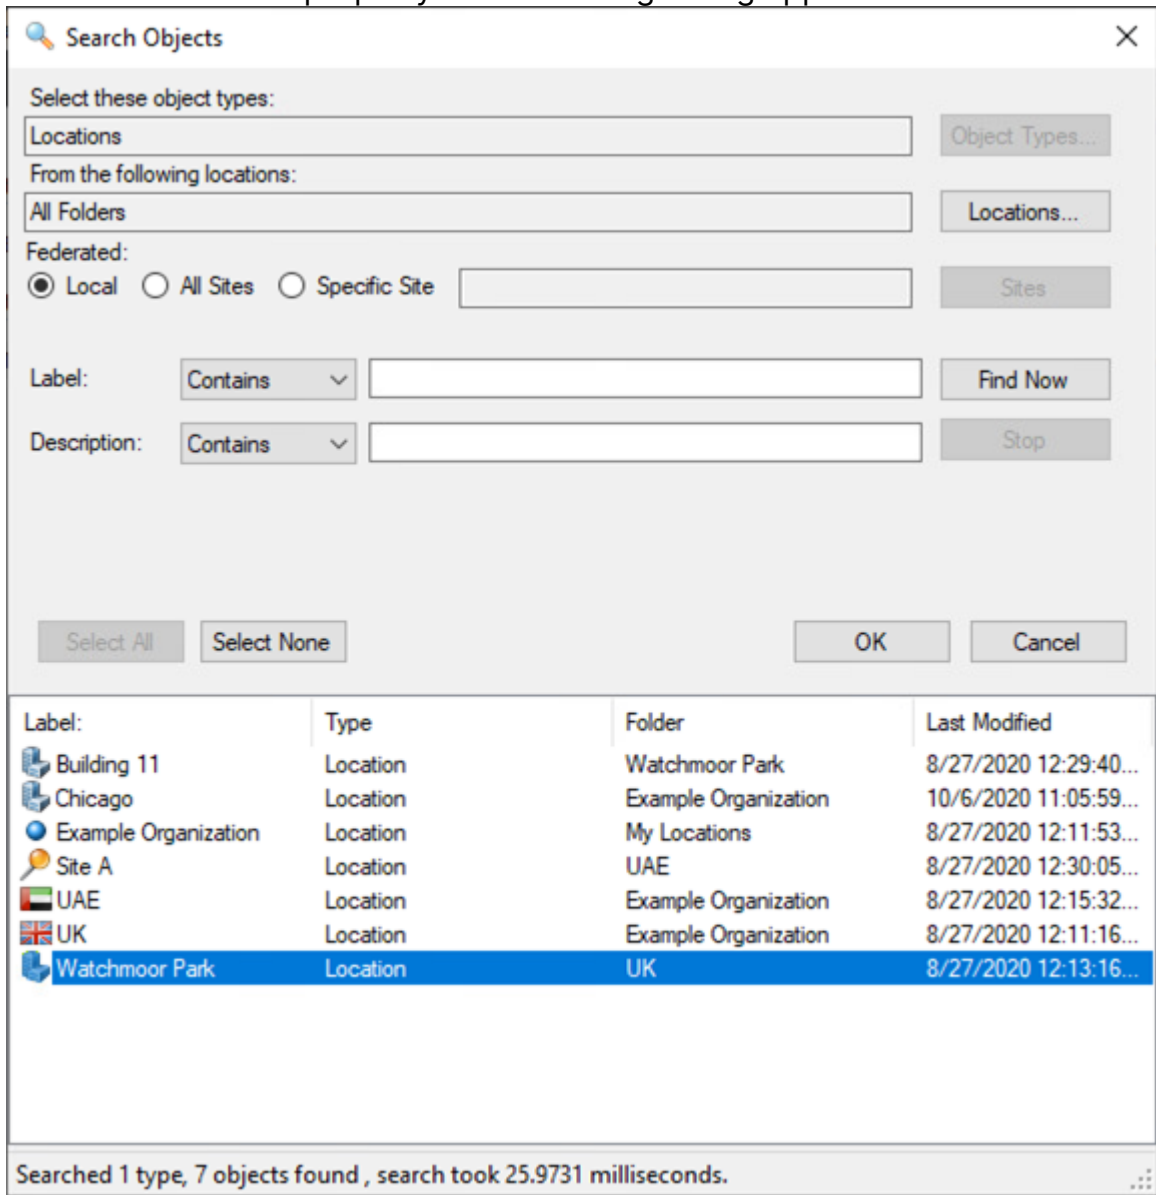 Search Objects
Select these object types:
Locations Object Types...
From the following locations:
All Folders Locations...
Federated:
Local All Sites Specific Site Sites
Label: Contains Find Now
Description: Contains Stop
Select All Select None OK Cancel
Label: Type Folder Last Modified
Building 11 Location Watchmoor Park 8/27/2020 12:29:40...
Chicago Location Example Organization 10/6/2020 11:05:59...
Example Organization Location My Locations 8/27/2020 12:11:53...
Site A Location UAE 8/27/2020 12:30:05...
UAE Location Example Organization 8/27/2020 12:15:32...
UK Location Example Organization 8/27/2020 12:11:16...
Watchmoor Park Location UK 8/27/2020 12:13:16...
Searched 1 type, 7 objects found , search took 25.9731 milliseconds.